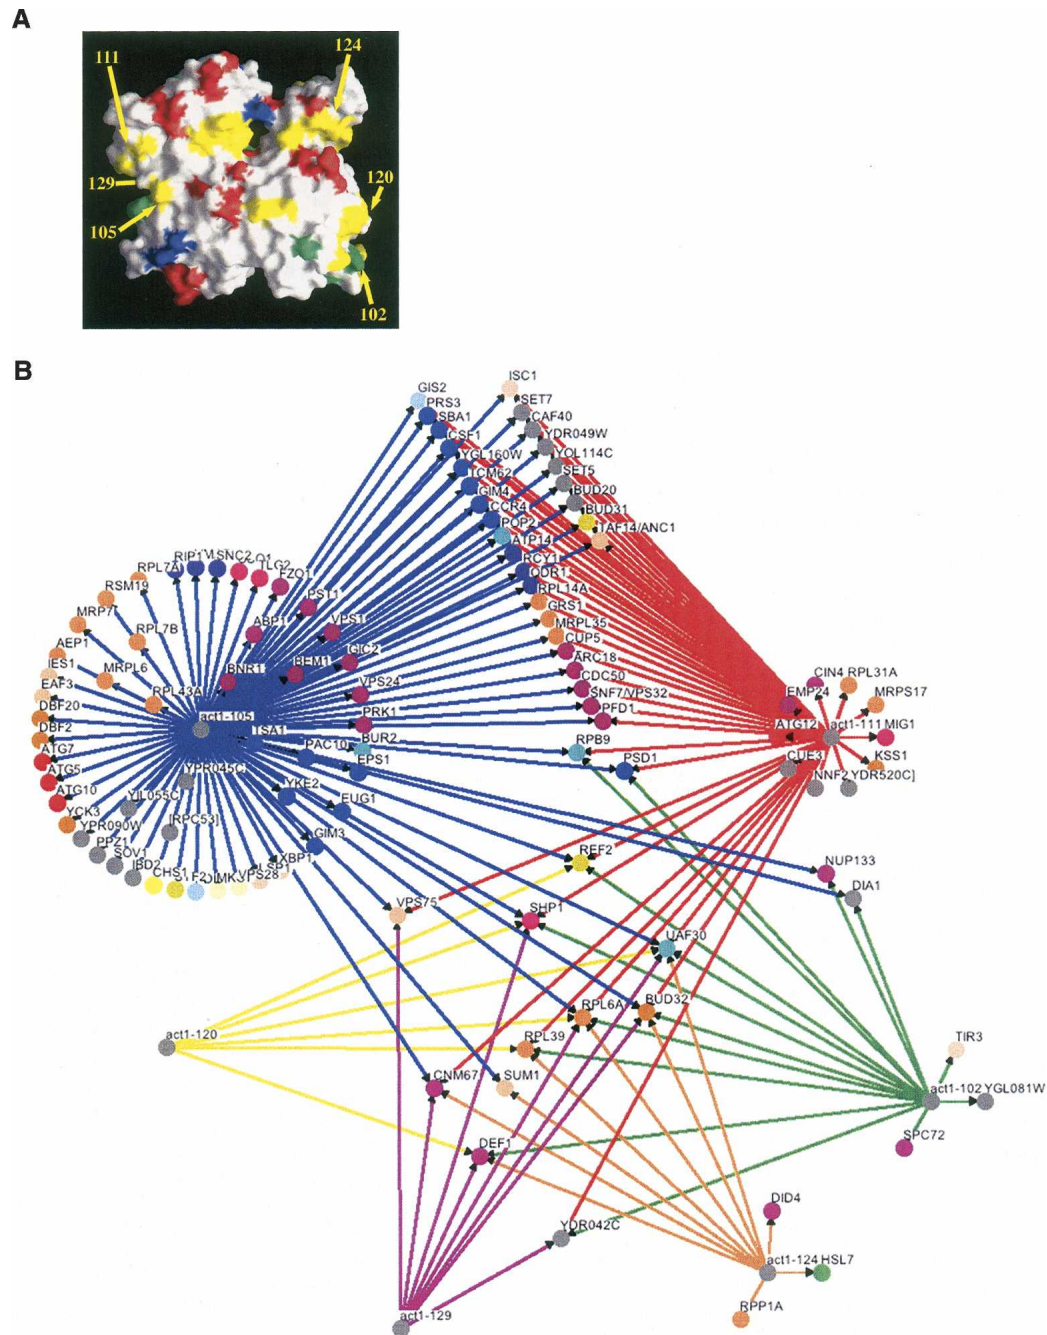 A
111
124
129
120
105
102
B
GIS2
ISC1
PRS3
SET7
SBA1
CAF40
CSF1
YDR049W
YGL160W
YOL114C
TCM62
SET5
GIM4
BUD20
CCR4
BUD31
POP2
TAF14/ANC1
ATP14
RCY1
ODR1
RPL14A
GRS1
MRPL35
CUP5
ARC18
CDC50
SNF7/VPS32
PFD1
RPL7A
SNC2
TLG2
FZO1
RSM19
PST1
MRP7
ABP1
VPS1
RPL7B
AEP1
GIC2
IES1
MRPL6
BNR1
BEM1
EAF3
VPS24
RPL43A
DBF20
PRK1
act1-105
DBF2
TSA1
BUR2
ATG7
PAC10
EPS1
ATG5
YPR045C
YKE2
ATG10
YJL055C
EUG1
YCK3
[RPC53]
YPR090W
GIM3
PPZ1
SOV1
XBP1
IBD2
CHS1
VPS28
LSP1
RPB9
PSD1
CIN4
RPL31A
EMP24
MRPS17
ATG12
act1-111
MIG1
CUE3
KSS1
NNF2
YDR520C]
REF2
NUP133
DIA1
VPS75
SHP1
UAF30
RPL6A
BUD32
act1-120
RPL39
TIR3
CNM67
SUM1
act1-102
YGL081W
SPC72
DEF1
DID4
YDR042C
act1-124
HSL7
RPP1A
act1-129